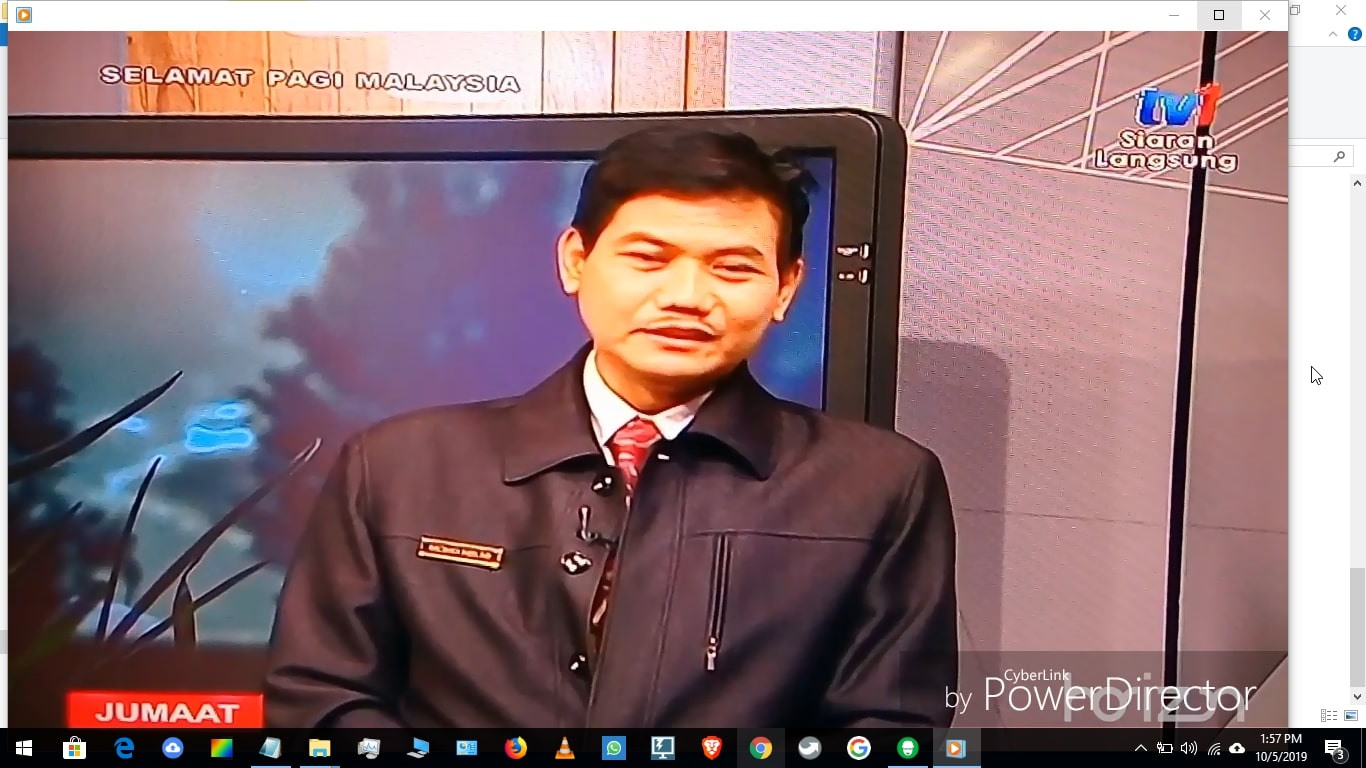 SELAMAT PAGI MALAYSIA
tv1
Siaran
Langsung
JUMAAT
CyberLink
by PowerDirector
1:57 PM
10/5/2019
3